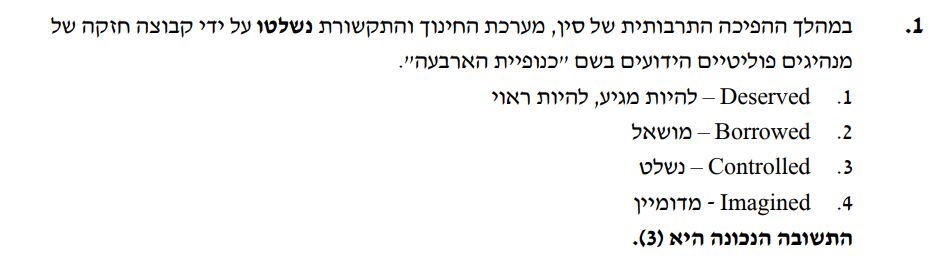 1. במהלך ההפיכה התרבותית של סין, מערכת החינוך והתקשורת נשלטו על ידי קבוצה חזקה של
מנהיגים פוליטיים הידועים בשם "כנופיית הארבעה".
1. Deserved – להיות מגיע, להיות ראוי
2. Borrowed – מושאל
3. Controlled – נשלט
4. Imagined - מדומיין
התשובה הנכונה היא (3).